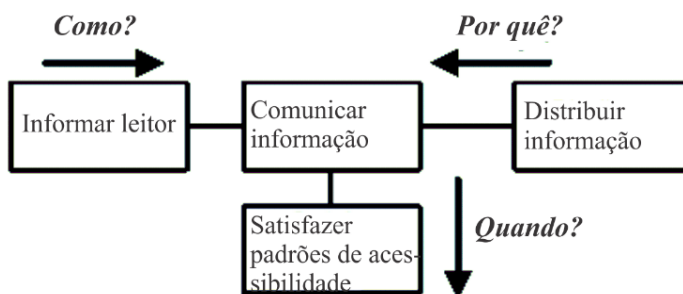 Como?
Por quê?
Informar leitor
Comunicar
informação
Distribuir
informação
Satisfazer
padrões de aces-
sibilidade
Quando?